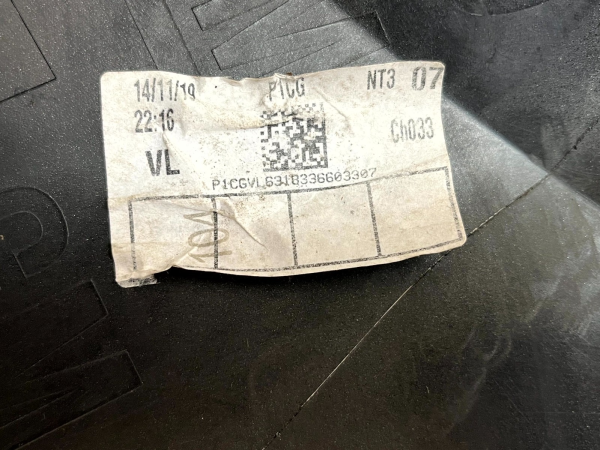 14/11/19 P1CG NT3 07
22:16 Ch033
VL
P1CGVL6318336603307